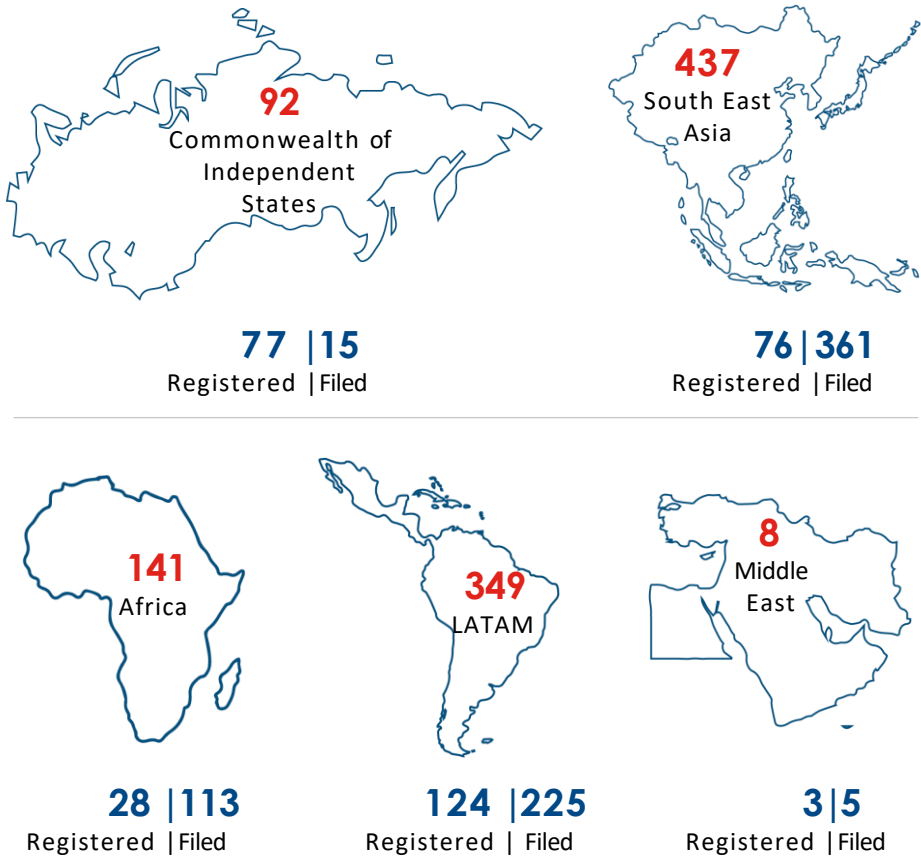 92
Commonwealth of
Independent
States
77 |15
Registered |Filed
437
South East
Asia
76|361
Registered |Filed
141
Africa
28 |113
Registered |Filed
349
LATAM
124 |225
Registered | Filed
8
Middle
East
3|5
Registered |Filed